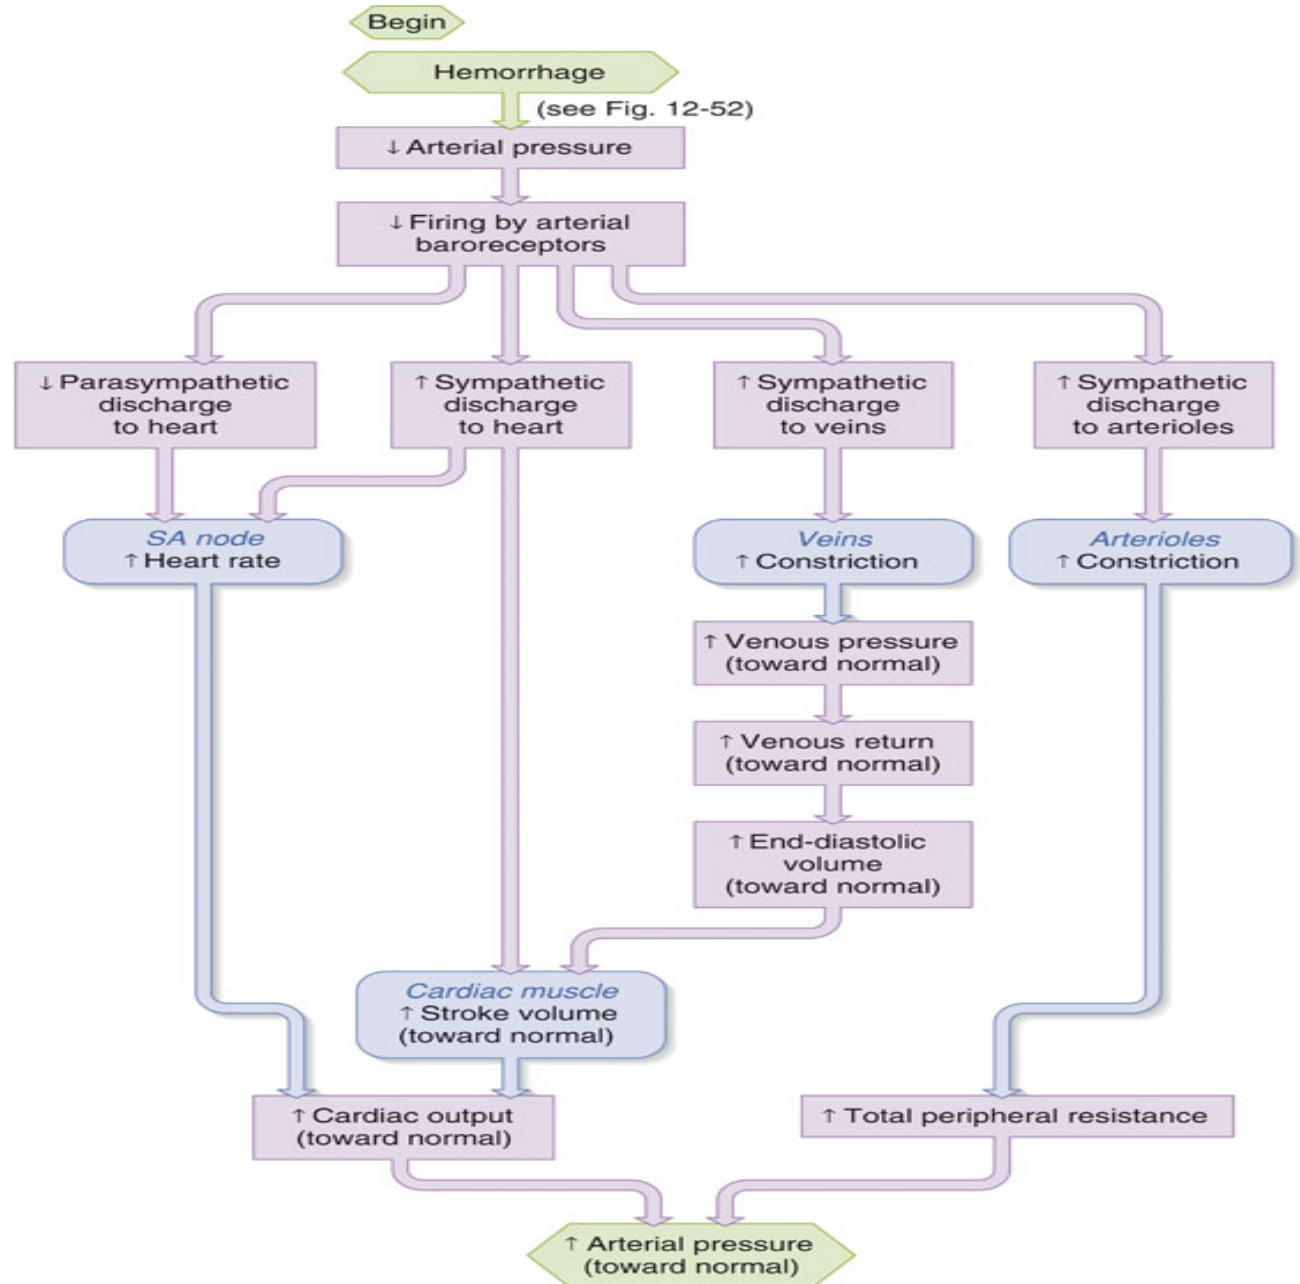 Begin
Hemorrhage
(see Fig. 12-52)
↓ Arterial pressure
↓ Firing by arterial
baroreceptors
↓ Parasympathetic
discharge
to heart
↑ Sympathetic
discharge
to heart
↑ Sympathetic
discharge
to veins
↑ Sympathetic
discharge
to arterioles
SA node
↑ Heart rate
Veins
↑ Constriction
Arterioles
↑ Constriction
↑ Venous pressure
(toward normal)
↑ Venous return
(toward normal)
↑ End-diastolic
volume
(toward normal)
Cardiac muscle
↑ Stroke volume
(toward normal)
↑ Cardiac output
(toward normal)
↑ Total peripheral resistance
↑ Arterial pressure
(toward normal)